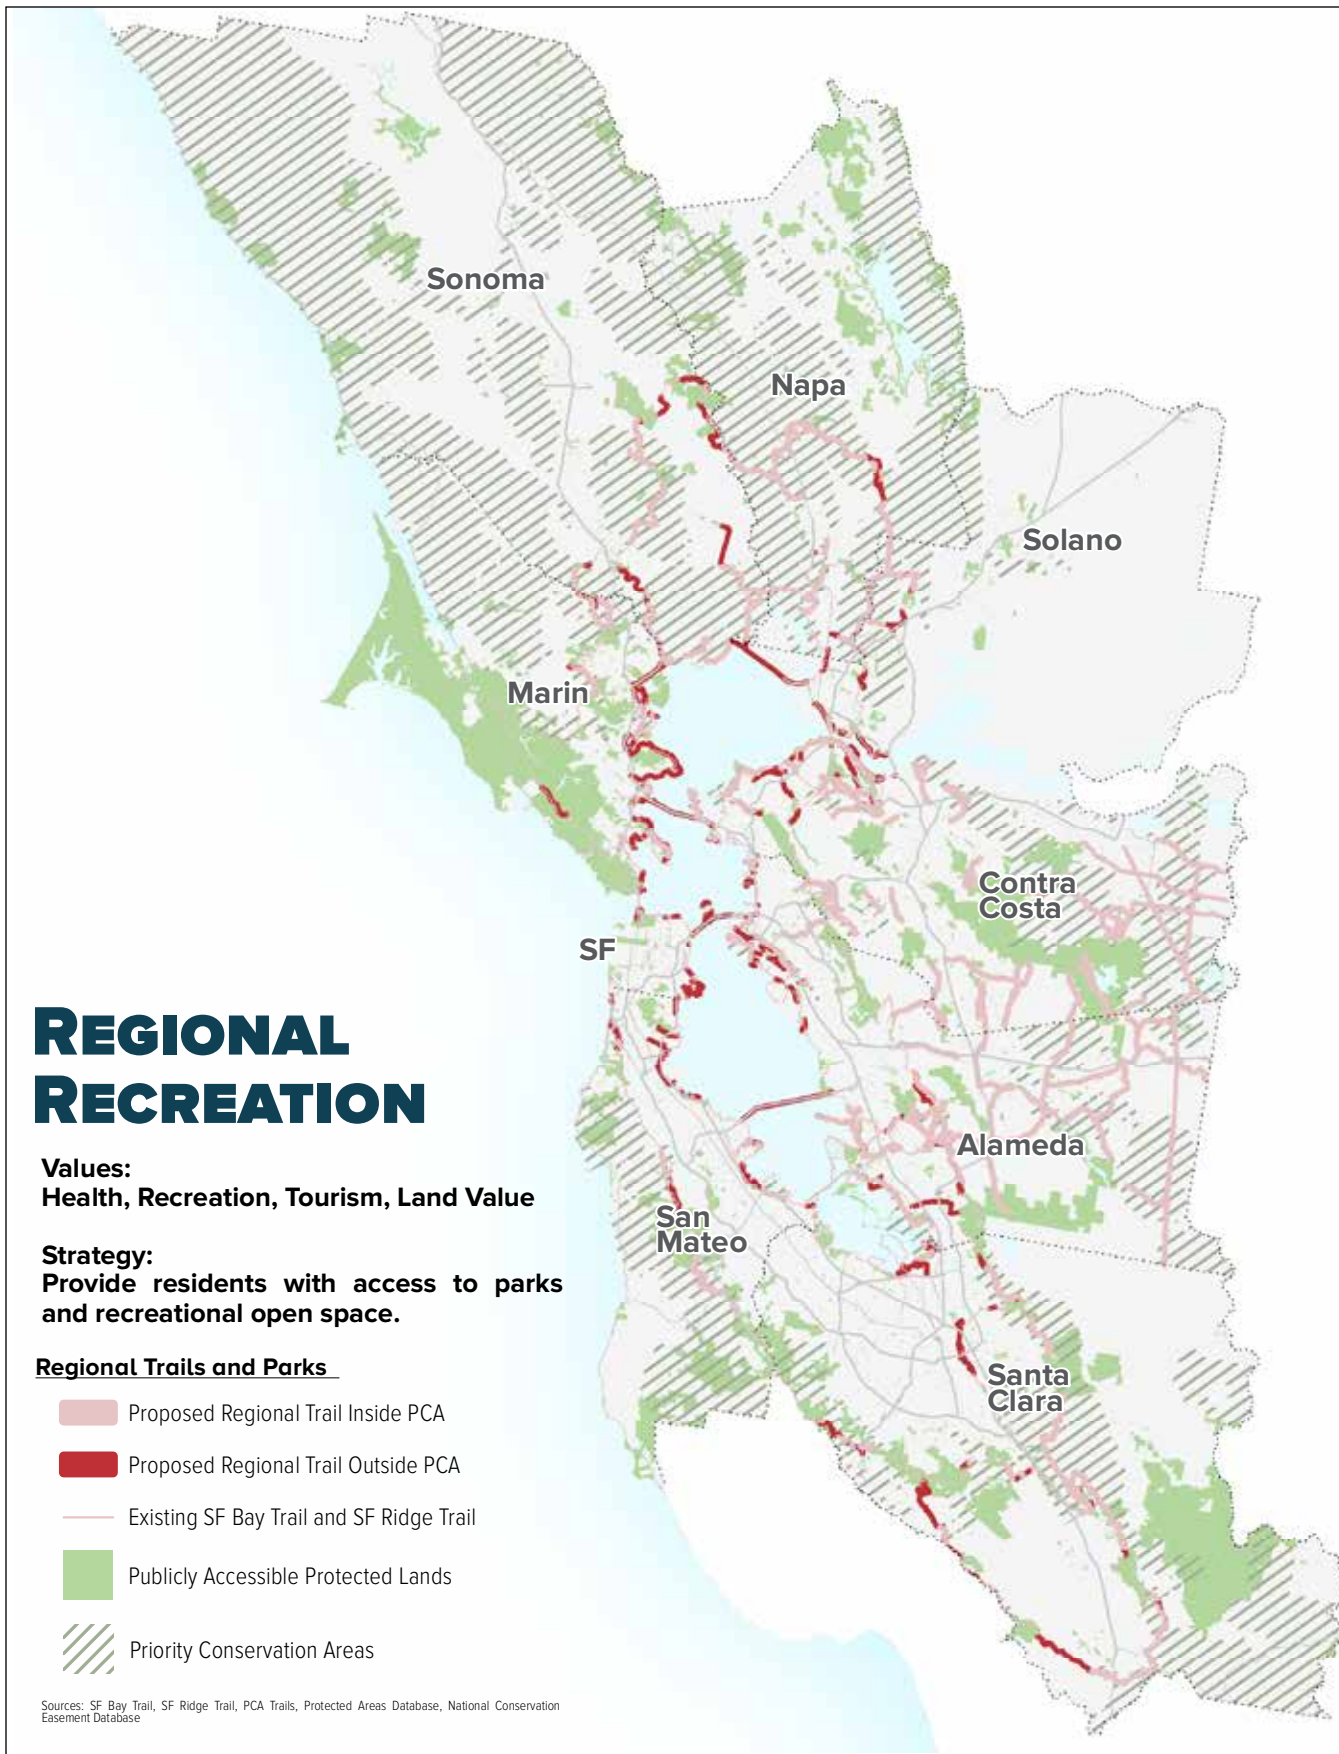 Sonoma
Napa
Solano
Marin
Contra
Costa
SF
REGIONAL
RECREATION
Alameda
Values:
Health, Recreation, Tourism, Land Value
San
Mateo
Strategy:
Provide residents with access to parks
and recreational open space.
Santa
Clara
Regional Trails and Parks
Proposed Regional Trail Inside PCA
Proposed Regional Trail Outside PCA
Existing SF Bay Trail and SF Ridge Trail
Publicly Accessible Protected Lands
Priority Conservation Areas
Sources: SF Bay Trail, SF Ridge Trail, PCA Trails, Protected Areas Database, National Conservation
Easement Database